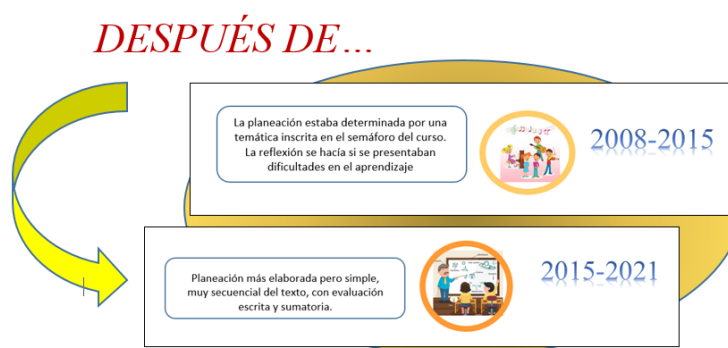 DESPUÉS DE...
La planeación estaba determinada por una
temática inscrita en el semáforo del curso.
La reflexión se hacía si se presentaban
dificultades en el aprendizaje
2008-2015
Planeación más elaborada pero simple,
muy secuencial del texto, con evaluación
escrita y sumatoria.
2015-2021